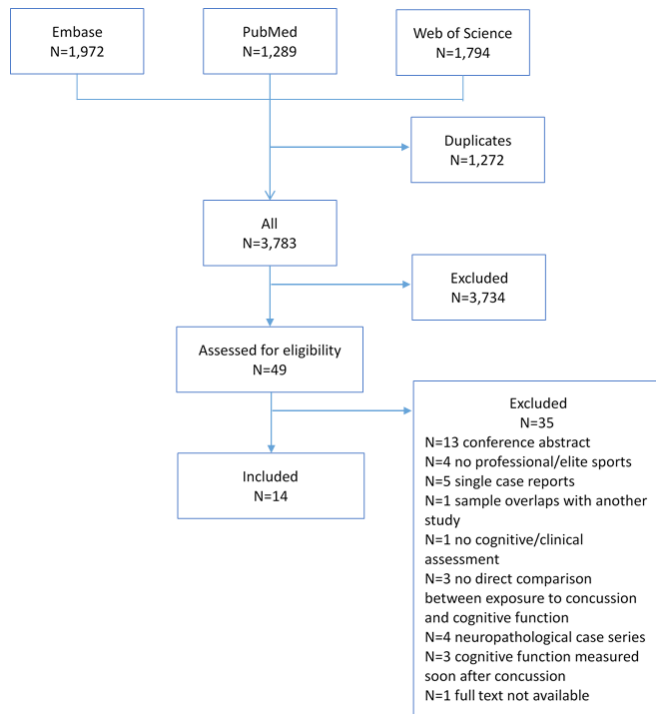 Embase
N=1,972
PubMed
N=1,289
Web of Science
N=1,794
Duplicates
N=1,272
All
N=3,783
Excluded
N=3,734
Assessed for eligibility
N=49
Excluded
N=35
N=13 conference abstract
N=4 no professional/elite sports
N=5 single case reports
N=1 sample overlaps with another
study
N=1 no cognitive/clinical
assessment
N=3 no direct comparison
between exposure to concussion
and cognitive function
N=4 neuropathological case series
N=3 cognitive function measured
soon after concussion
N=1 full text not available
Included
N=14